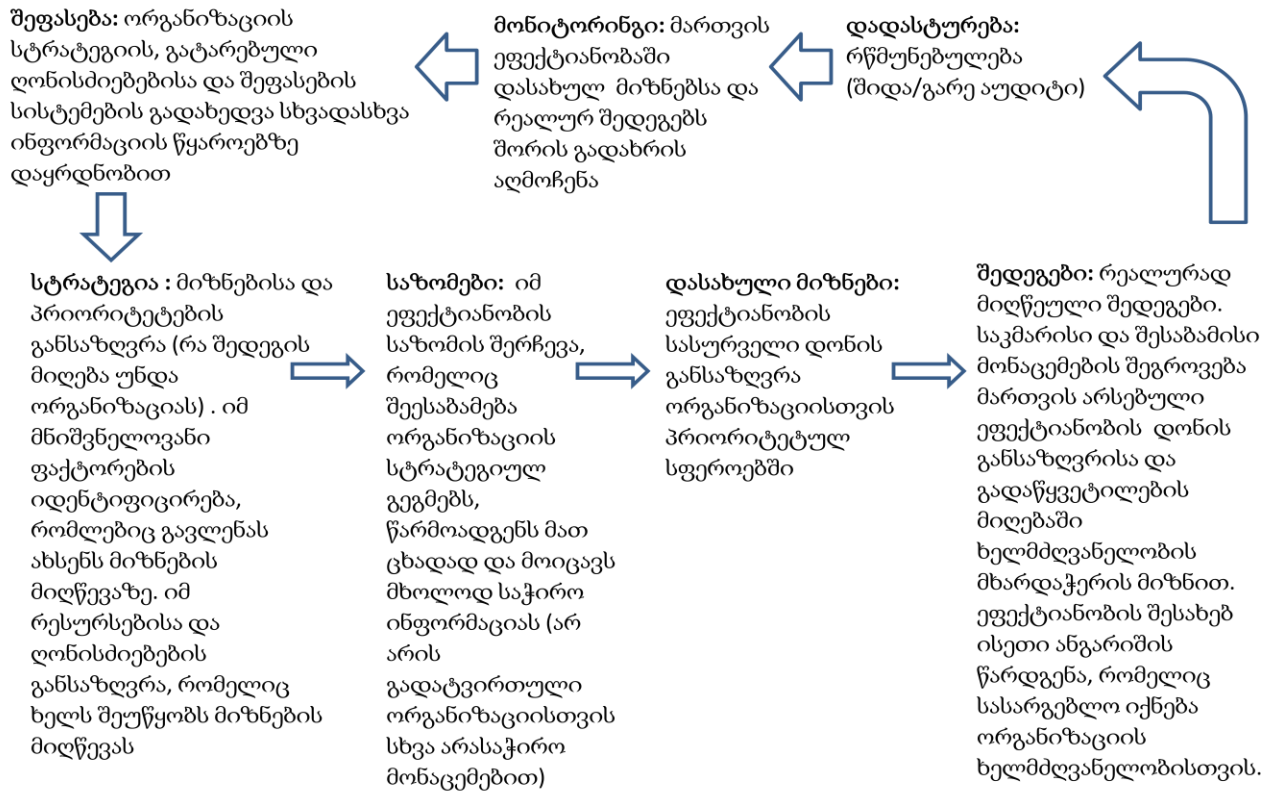 შეფასება: ორგანიზაციის
სტრატეგიის, გატარებული
ღონისძიებებისა და შეფასების
სისტემების გადახედვა სხვადასხვა
ინფორმაციის წყაროებზე
დაყრდნობით
მონიტორინგი: მართვის
ეფექტიანობაში
დასახულ მიზნებსა და
რეალურ შედეგებს
შორის გადახრის
აღმოჩენა
დადასტურება:
რწმუნებულება
(შიდა/გარე აუდიტი)
სტრატეგია : მიზნებისა და
პრიორიტეტების
განსაზღვრა (რა შედეგის
მიღება უნდა
ორგანიზაციას) . იმ
მნიშვნელოვანი
ფაქტორების
იდენტიფიცირება,
რომლებიც გავლენას
ახსენს მიზნების
მიღწევაზე. იმ
რესურსებისა და
ღონისძიებების
განსაზღვრა, რომელიც
ხელს შეუწყობს მიზნების
მიღწევას
საზომები: იმ
ეფექტიანობის
საზომის შერჩევა,
რომელიც
შეესაბამება
ორგანიზაციის
სტრატეგიულ
გეგმებს,
წარმოადგენს მათ
ცხადად და მოიცავს
მხოლოდ საჭირო
ინფორმაციას (არ
არის
გადატვირთული
ორგანიზაციისთვის
სხვა არასაჭირო
მონაცემებით)
დასახული მიზნები:
ეფექტიანობის
სასურველი დონის
განსაზღვრა
ორგანიზაციისთვის
პრიორიტეტულ
სფეროებში
შედეგები: რეალურად
მიღწეული შედეგები.
საკმარისი და შესაბამისი
მონაცემების შეგროვება
მართვის არსებული
ეფექტიანობის დონის
განსაზღვრისა და
გადაწყვეტილების
მიღებაში
ხელმძღვანელობის
მხარდაჭერის მიზნით.
ეფექტიანობის შესახებ
ისეთი ანგარიშის
წარდგენა, რომელიც
სასარგებლო იქნება
ორგანიზაციის
ხელმძღვანელობისთვის.